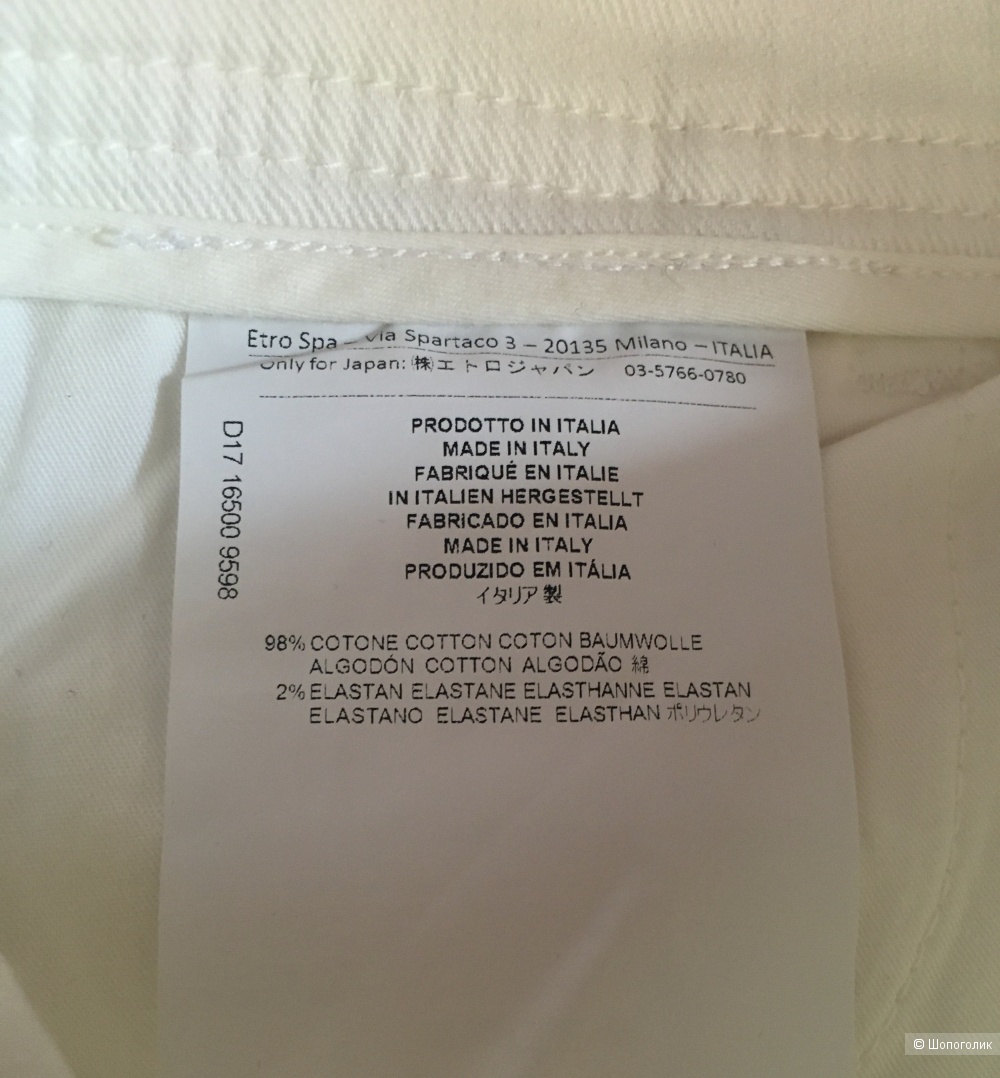 Etro Spa – Via Spartaco 3 – 20135 Milano – ITALIA
Only for Japan: ㈱エトロジャパン 03-5766-0780
D17 16500 9598
PRODOTTO IN ITALIA
MADE IN ITALY
FABRIQUÉ EN ITALIE
IN ITALIEN HERGESTELLT
FABRICADO EN ITALIA
MADE IN ITALY
PRODUZIDO EM ITÁLIA
イタリア製
98% COTONE COTTON COTON BAUMWOLLE
ALGODÓN COTTON ALGODÃO 綿
2% ELASTAN ELASTANE ELASTHANNE ELASTAN
ELASTANO ELASTANE ELASTHAN ポリウレタン
© Шопоголик